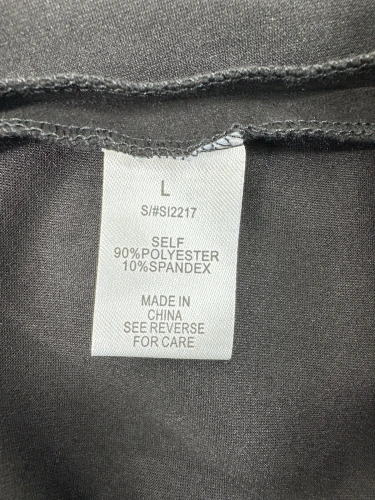 L
S/#SI2217
SELF
90%POLYESTER
10%SPANDEX
MADE IN
CHINA
SEE REVERSE
FOR CARE